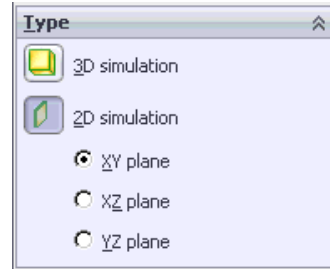 Type
3D simulation
2D simulation
XY plane
XZ plane
YZ plane